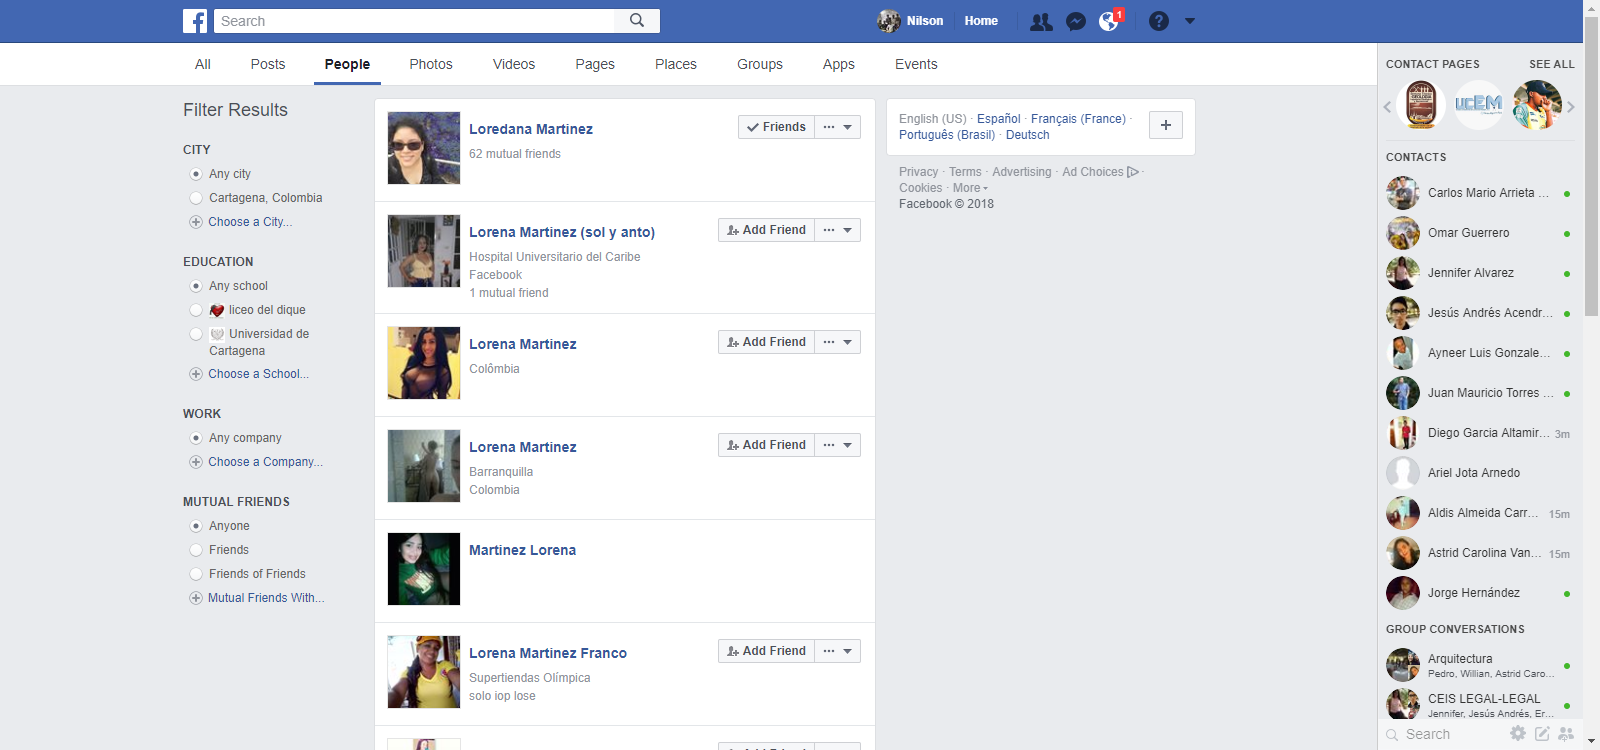 Search
Nilson
Home
1
All
Posts
People
Photos
Videos
Pages
Places
Groups
Apps
Events
Filter Results
CITY
Any city
Cartagena, Colombia
Choose a City...
EDUCATION
Any school
liceo del dique
Universidad de
Cartagena
Choose a School...
WORK
Any company
Choose a Company...
MUTUAL FRIENDS
Anyone
Friends
Friends of Friends
Mutual Friends With...
Loredana Martinez
62 mutual friends
Friends
Lorena Martinez (sol y anto)
Hospital Universitario del Caribe
Facebook
1 mutual friend
Add Friend
Lorena Martinez
Colômbia
Add Friend
Lorena Martinez
Barranquilla
Colombia
Add Friend
Martinez Lorena
Lorena Martinez Franco
Supertiendas Olímpica
solo iop lose
Add Friend
English (US) · Español · Français (France) ·
Português (Brasil) · Deutsch
Privacy · Terms · Advertising · Ad Choices ·
Cookies · More
Facebook © 2018
CONTACT PAGES SEE ALL
UCEM
CONTACTS
Carlos Mario Arrieta ...
Omar Guerrero
Jennifer Alvarez
Jesús Andrés Acendr...
Ayneer Luis Gonzale...
Juan Mauricio Torres ...
Diego Garcia Altamir... 3m
Ariel Jota Arnedo
Aldis Almeida Carr... 15m
Astrid Carolina Van... 15m
Jorge Hernández
GROUP CONVERSATIONS
Arquitectura
Pedro, Willian, Astrid Caro...
CEIS LEGAL-LEGAL
Jennifer, Jesús Andrés, Er...
Search